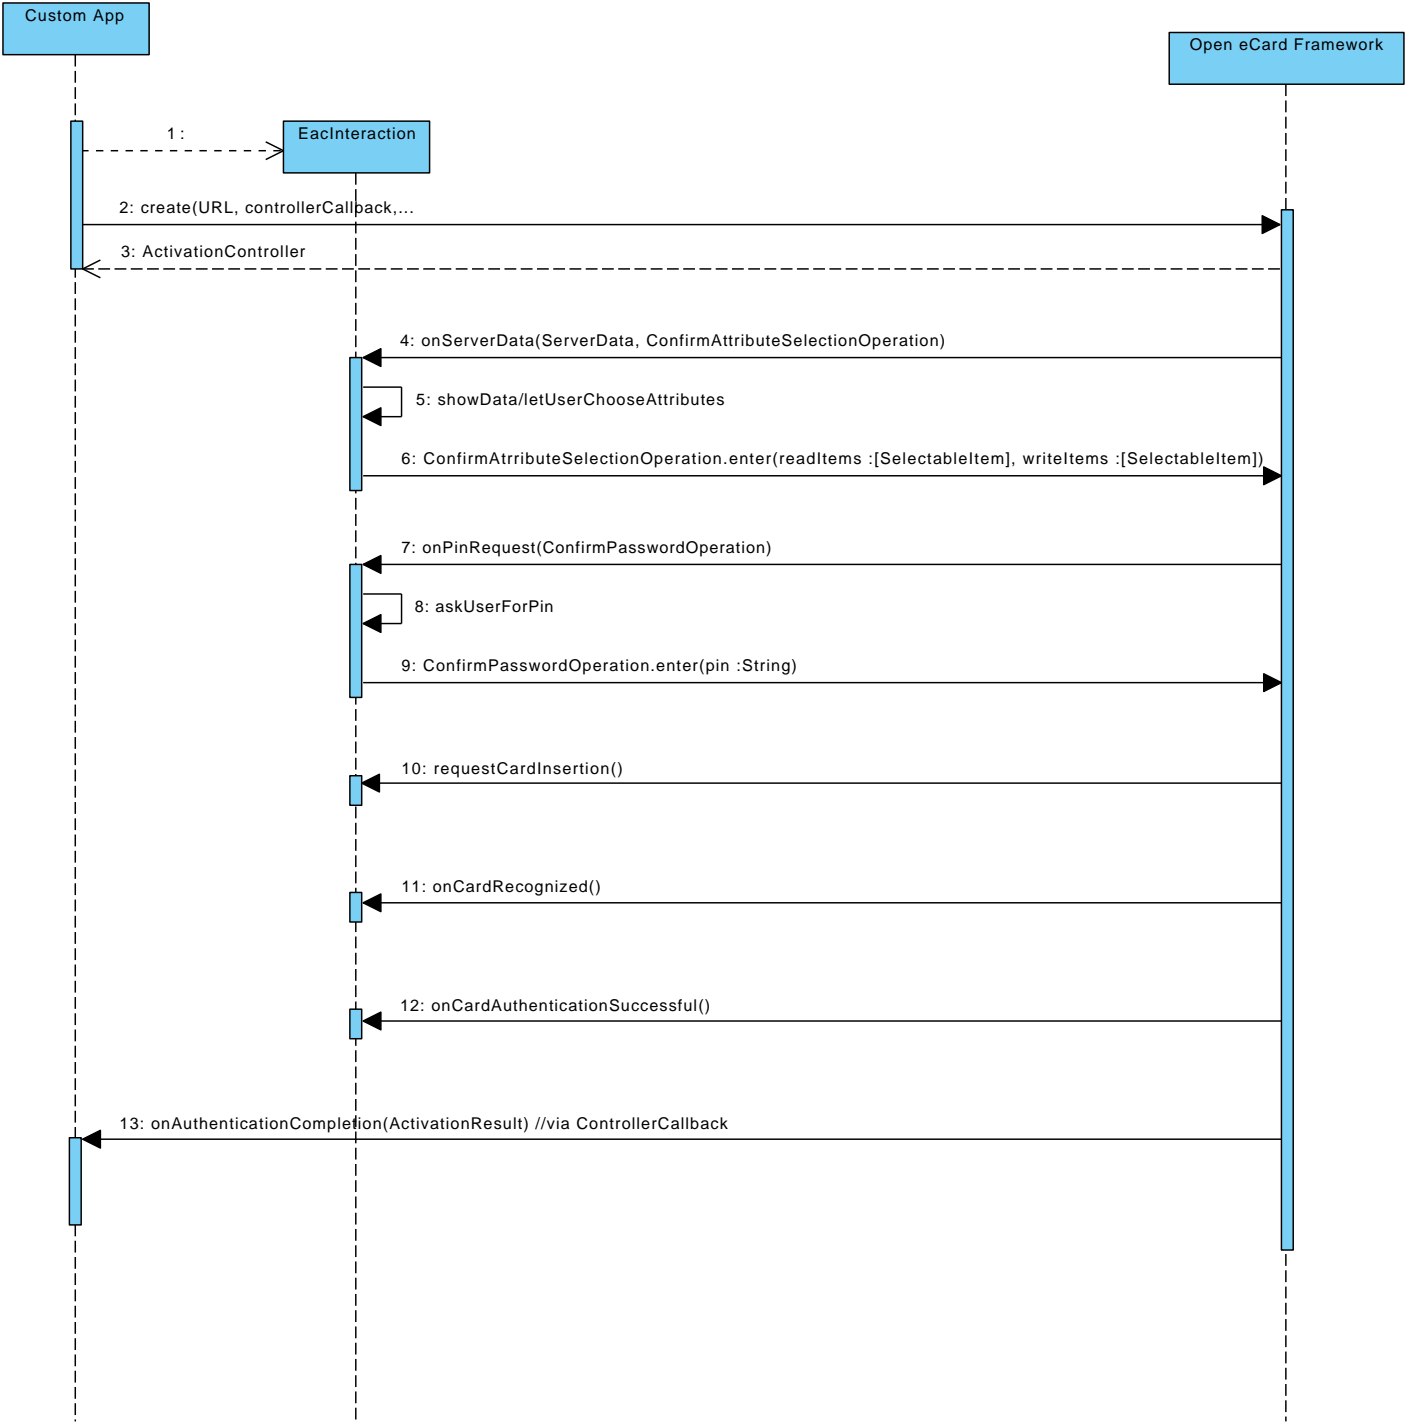 Custom App
Open eCard Framework
1 :
EacInteraction
2: create(URL, controllerCallback,...
3: ActivationController
4: onServerData(ServerData, ConfirmAttributeSelectionOperation)
5: showData/letUserChooseAttributes
6: ConfirmAtrributeSelectionOperation.enter(readItems :[SelectableItem], writeItems :[SelectableItem])
7: onPinRequest(ConfirmPasswordOperation)
8: askUserForPin
9: ConfirmPasswordOperation.enter(pin :String)
10: requestCardInsertion()
11: onCardRecognized()
12: onCardAuthenticationSuccessful()
13: onAuthenticationCompletion(ActivationResult) //via ControllerCallback